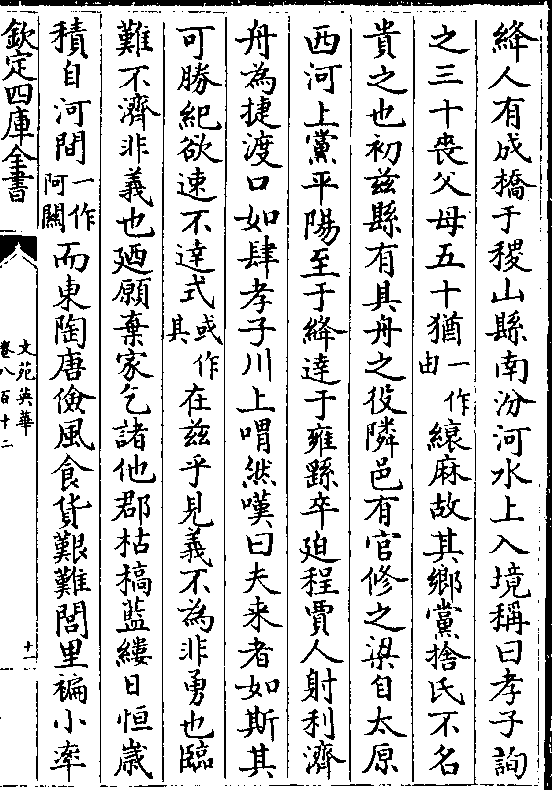 絳人有成橋于稷山縣南汾河水上入境稱曰孝子詢
之三十喪父母五十猶一作由縗麻故其鄉黨捨氏不名
貴之也初兹縣有具舟之役隣邑有官修之梁自太原
西河上黨平陽至于絳達于雍繇卒廹程賈人射利濟
舟為捷渡口如肆孝子川上喟然嘆曰夫来者如斯其
可勝紀欲速不達式或作其在兹乎見義不為非勇也臨
難不濟非義也廼願棄家乞諸他郡枯槁藍縷日恒歲
積自河間一作阿闕而東陶唐儉風食貨艱難閭里褊小率
欽定四庫全書
文苑英華
卷八百十二
十一